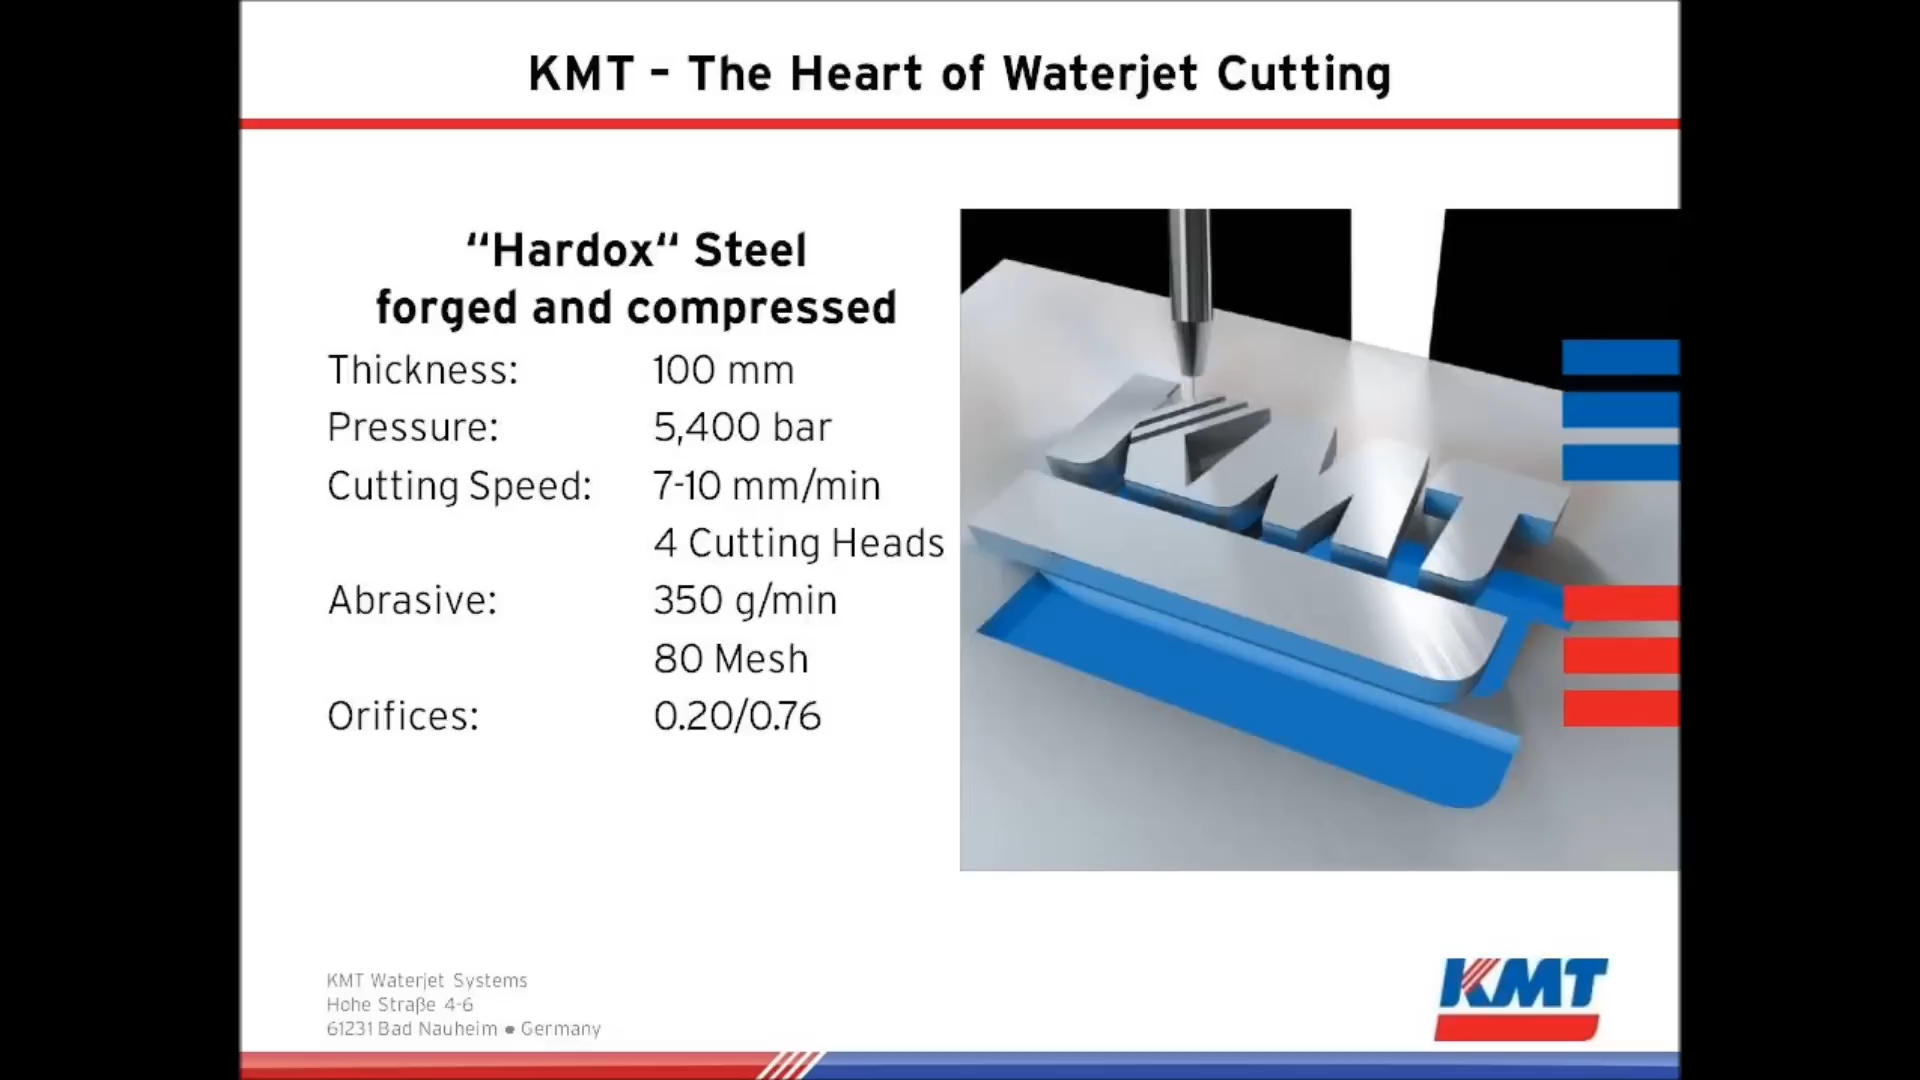 KMT – The Heart of Waterjet Cutting
“Hardox“ Steel
forged and compressed
Thickness: 100 mm
Pressure: 5,400 bar
Cutting Speed: 7-10 mm/min
4 Cutting Heads
Abrasive: 350 g/min
80 Mesh
Orifices: 0.20/0.76
KMT
KMT Waterjet Systems
Hohe Straße 4-6
61231 Bad Nauheim • Germany
KMT